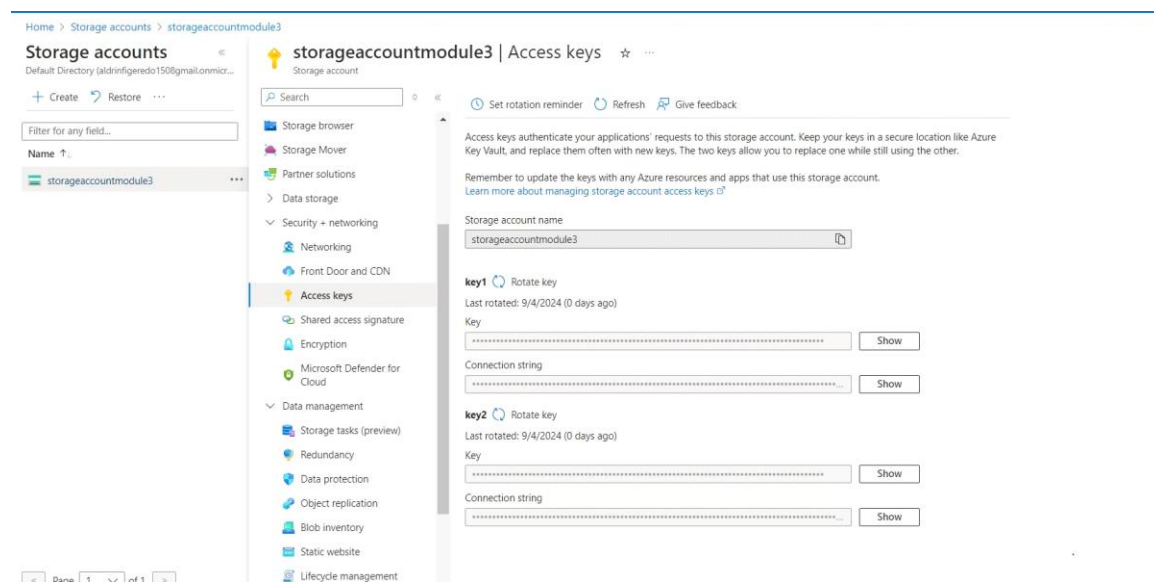 Home > Storage accounts > storageaccountmodule3
Storage accounts
Default Directory (aldrinfigeredo1508gmail.onmicr...
+ Create Restore ...
Filter for any field...
Name ↑↓
storageaccountmodule3 ...
Page 1 of 1
storageaccountmodule3 | Access keys
Storage account
Search
Storage browser
Storage Mover
Partner solutions
Data storage
Security + networking
Networking
Front Door and CDN
Access keys
Shared access signature
Encryption
Microsoft Defender for
Cloud
Data management
Storage tasks (preview)
Redundancy
Data protection
Object replication
Blob inventory
Static website
Lifecycle management
Set rotation reminder Refresh Give feedback
Access keys authenticate your applications' requests to this storage account. Keep your keys in a secure location like Azure
Key Vault, and replace them often with new keys. The two keys allow you to replace one while still using the other.
Remember to update the keys with any Azure resources and apps that use this storage account.
Learn more about managing storage account access keys
Storage account name
storageaccountmodule3
key1 Rotate key
Last rotated: 9/4/2024 (0 days ago)
Key
Show
Connection string
Show
key2 Rotate key
Last rotated: 9/4/2024 (0 days ago)
Key
Show
Connection string
Show